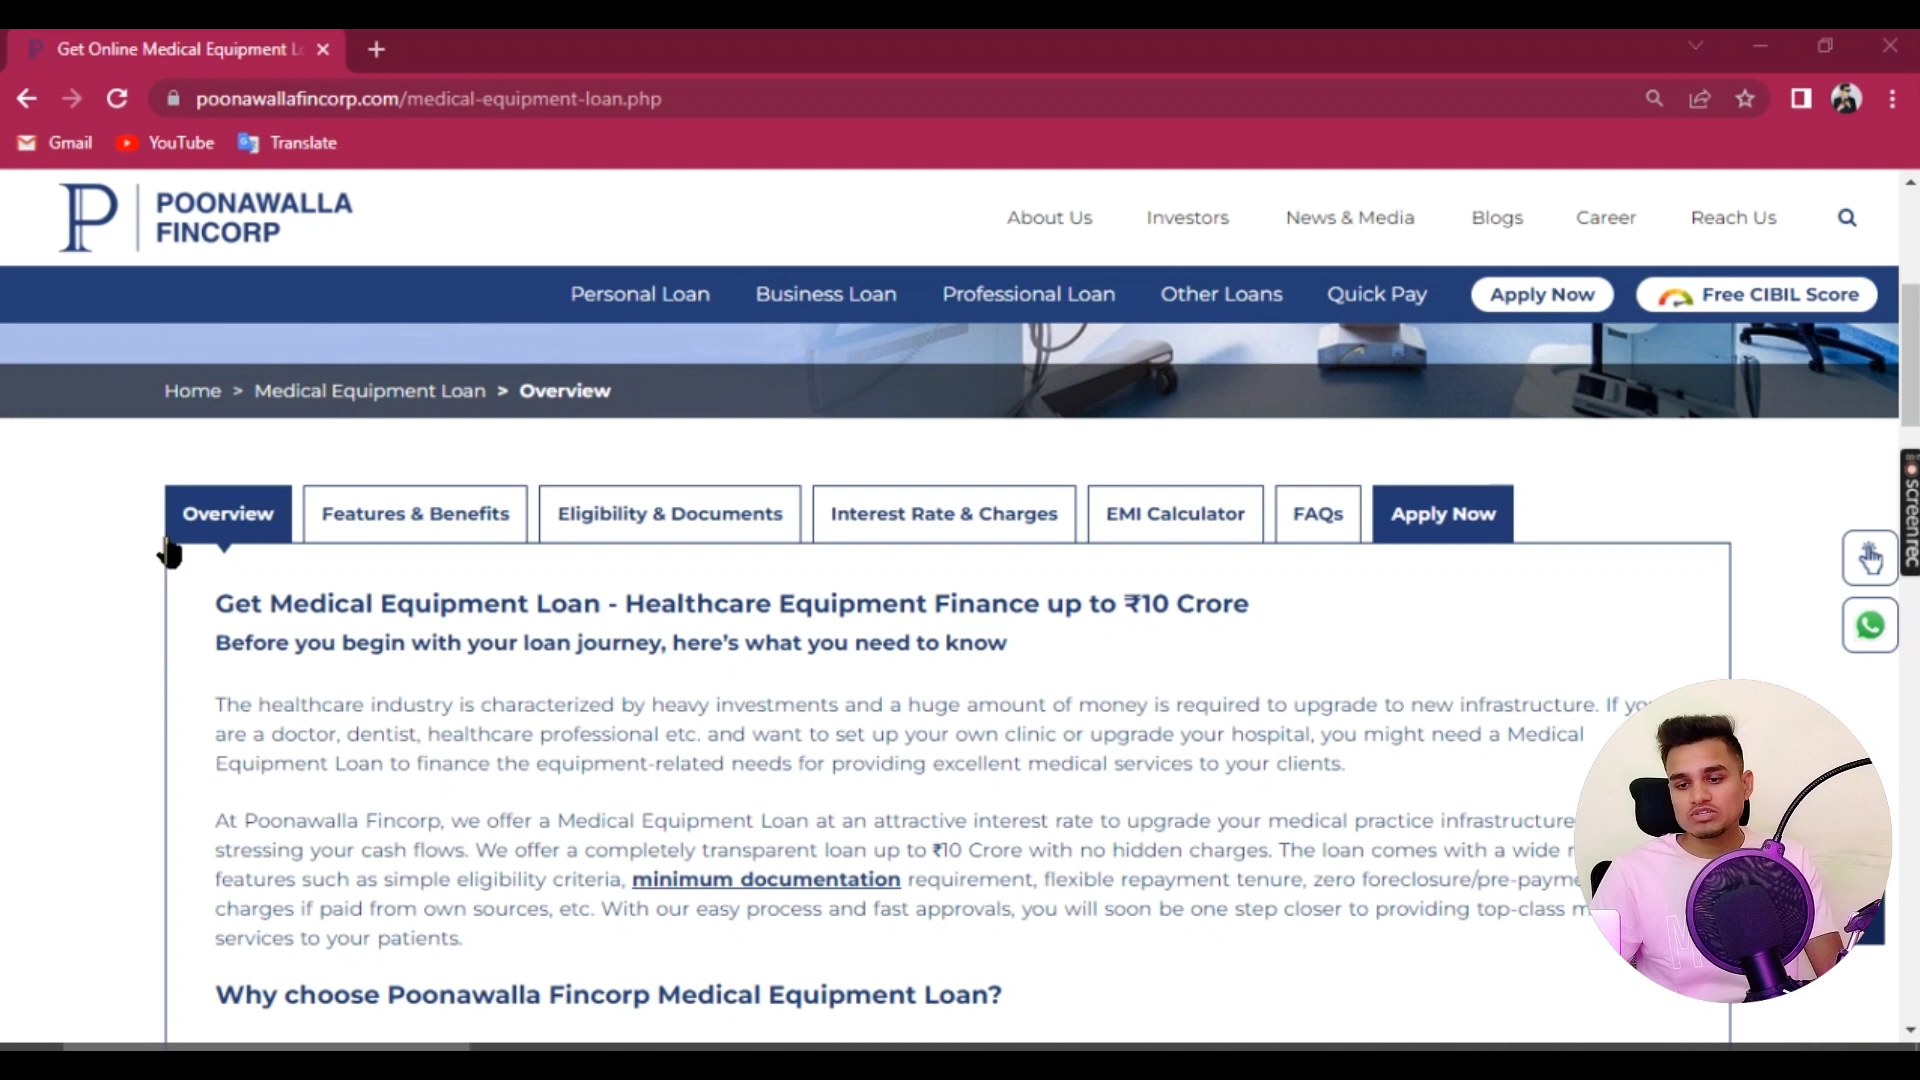 Get Online Medical Equipment Lo
poonawallafincorp.com/medical-equipment-loan.php
Gmail YouTube Translate
POONAWALLA
FINCORP
About Us Investors News & Media Blogs Career Reach Us
Personal Loan Business Loan Professional Loan Other Loans Quick Pay Apply Now Free CIBIL Score
Home > Medical Equipment Loan > Overview
Overview Features & Benefits Eligibility & Documents Interest Rate & Charges EMI Calculator FAQs Apply Now
screenrec
Get Medical Equipment Loan - Healthcare Equipment Finance up to ₹10 Crore
Before you begin with your loan journey, here's what you need to know
The healthcare industry is characterized by heavy investments and a huge amount of money is required to upgrade to new infrastructure. If yo
are a doctor, dentist, healthcare professional etc. and want to set up your own clinic or upgrade your hospital, you might need a Medical
Equipment Loan to finance the equipment-related needs for providing excellent medical services to your clients.
At Poonawalla Fincorp, we offer a Medical Equipment Loan at an attractive interest rate to upgrade your medical practice infrastructure
stressing your cash flows. We offer a completely transparent loan up to ₹10 Crore with no hidden charges. The loan comes with a wide
features such as simple eligibility criteria, minimum documentation requirement, flexible repayment tenure, zero foreclosure/pre-payme
charges if paid from own sources, etc. With our easy process and fast approvals, you will soon be one step closer to providing top-class m
services to your patients.
Why choose Poonawalla Fincorp Medical Equipment Loan?